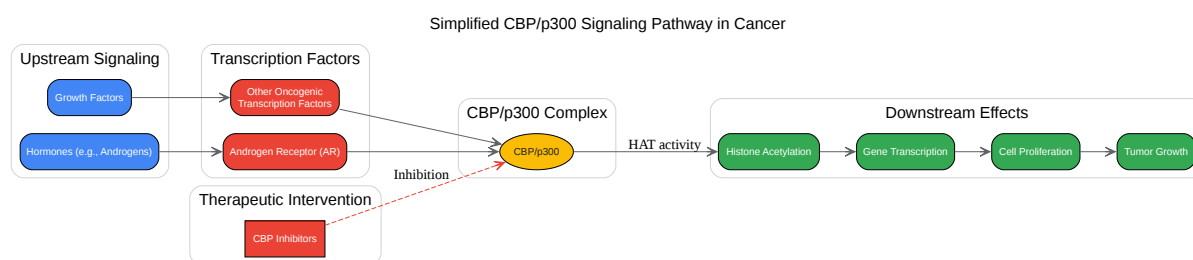 Simplified CBP/p300 Signaling Pathway in Cancer
Upstream Signaling
Growth Factors
Hormones (e.g., Androgens)
Transcription Factors
Other Oncogenic
Transcription Factors
Androgen Receptor (AR)
Therapeutic Intervention
CBP Inhibitors
Inhibition
CBP/p300 Complex
CBP/p300
HAT activity
Downstream Effects
Histone Acetylation
Gene Transcription
Cell Proliferation
Tumor Growth